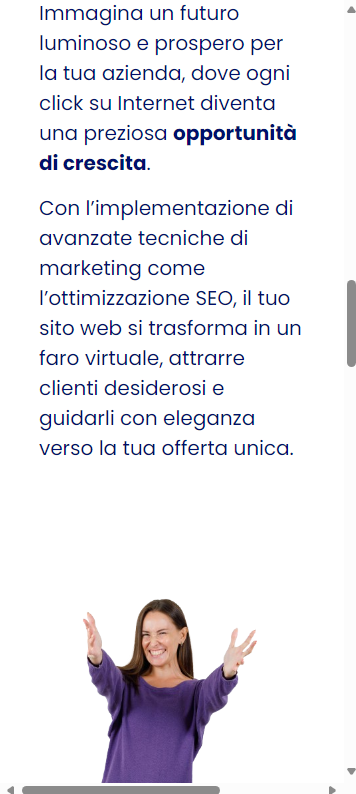 Immagina un futuro
luminoso e prospero per
la tua azienda, dove ogni
click su Internet diventa
una preziosa opportunità
di crescita.
Con l’implementazione di
avanzate tecniche di
marketing come
l’ottimizzazione SEO, il tuo
sito web si trasforma in un
faro virtuale, attrarre
clienti desiderosi e
guidarli con eleganza
verso la tua offerta unica.